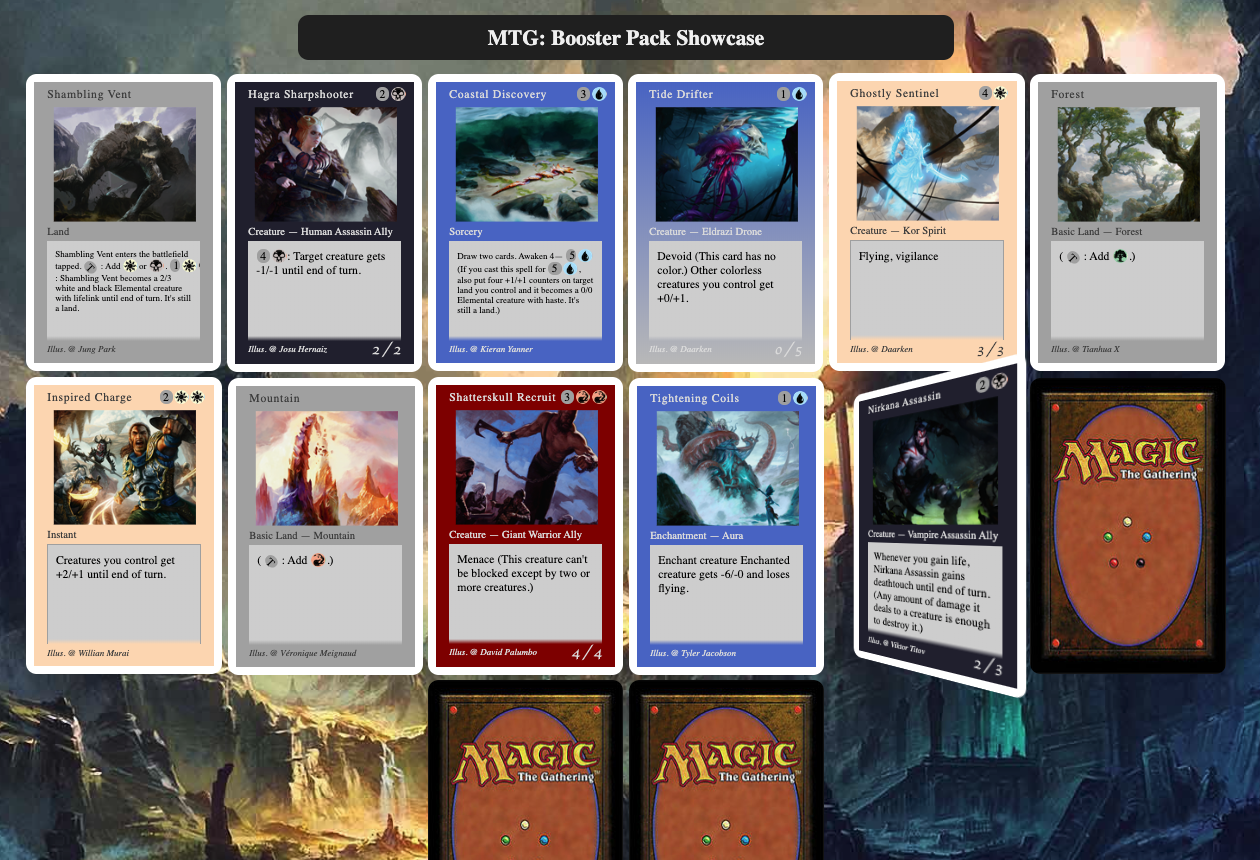 MTG: Booster Pack Showcase
Shambling Vent
Land
Shambling Vent enters the battlefield
tapped. : Add or . 1
: Shambling Vent becomes a 2/3
white and black Elemental creature
with lifelink until end of turn. It's still
a land.
Illus. @ Jung Park
Hagra Sharpshooter 2
Creature — Human Assassin Ally
4 : Target creature gets
-1/-1 until end of turn.
Illus. @ Josu Hernaiz 2/2
Coastal Discovery 3
Sorcery
Draw two cards. Awaken 4— 5
(If you cast this spell for 5 ,
also put four +1/+1 counters on target
land you control and it becomes a 0/0
Elemental creature with haste. It's
still a land.)
Illus. @ Kieran Yanner
Tide Drifter 1
Creature — Eldrazi Drone
Devoid (This card has no
color.) Other colorless
creatures you control get
+0/+1.
Illus. @ Daarken 0/5
Ghostly Sentinel 4
Creature — Kor Spirit
Flying, vigilance
Illus. @ Daarken 3/3
Forest
Basic Land — Forest
( : Add .)
Illus. @ Tianhua X
Inspired Charge 2
Instant
Creatures you control get
+2/+1 until end of turn.
Illus. @ Willian Murai
Mountain
Basic Land — Mountain
( : Add .)
Illus. @ Véronique Meignaud
Shatterskull Recruit 3
Creature — Giant Warrior Ally
Menace (This creature can't
be blocked except by two or
more creatures.)
Illus. @ David Palumbo 4/4
Tightening Coils 1
Enchantment — Aura
Enchant creature Enchanted
creature gets -6/-0 and loses
flying.
Illus. @ Tyler Jacobson
Nirkana Assassin 2
Creature — Vampire Assassin Ally
Whenever you gain life,
Nirkana Assassin gains
deathtouch until end of turn.
(Any amount of damage it
deals to a creature is enough
to destroy it.)
Illus. @ Viktor Titov
2/3
MAGIC
The Gathering™
MAGIC
The Gathering™
MAGIC
The Gathering™